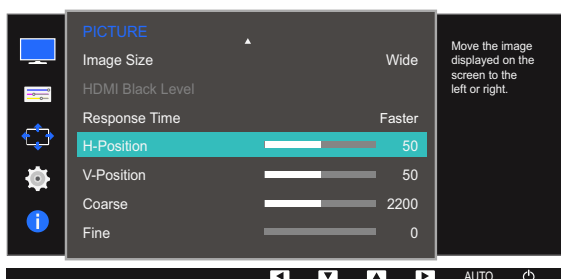 PICTURE
Image Size Wide
HDMI Black Level
Response Time Faster
H-Position 50
V-Position 50
Coarse 2200
Fine 0
Move the image
displayed on the
screen to the
left or right.
AUTO